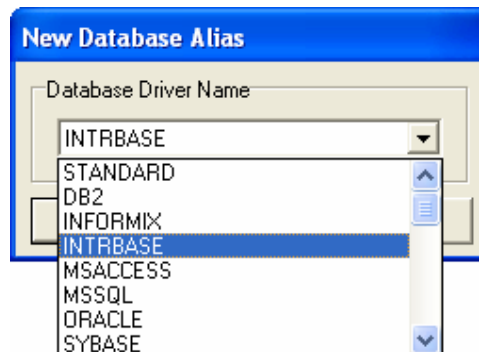 New Database Alias
Database Driver Name
INTRBASE
STANDARD
DB2
INFORMIX
INTRBASE
MSACCESS
MSSQL
ORACLE
SYBASE